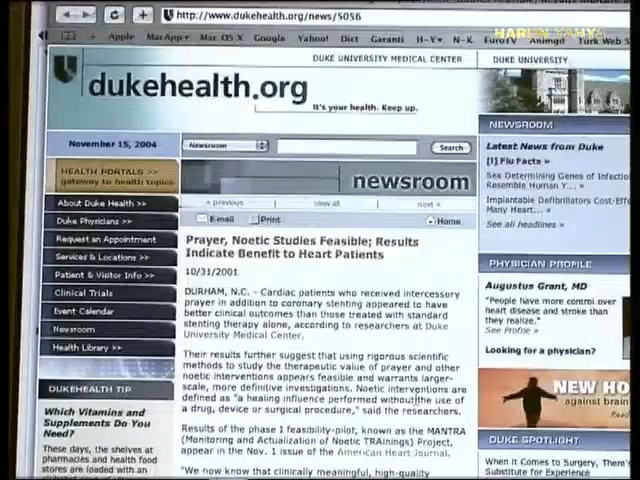 http://www.dukehealth.org/news/5056
HARUN YAHYA
Apple
MacApp
Mac OS X
Google
Yahoo!
Dict
Garanti
H-Y
N-K
EuroTV
Animgif
Turk Web S
DUKE UNIVERSITY MEDICAL CENTER
DUKE UNIVERSITY
dukehealth.org
It's your health. Keep up.
November 15, 2004
Newsroom
Search
HEALTH PORTALS >>
gateway to health topics
newsroom
« previous
view all
next »
E-mail
Print
Home
About Duke Health >>
Duke Physicians >>
Request an Appointment
Services & Locations >>
Patient & Visitor Info >>
Clinical Trials
Event Calendar
Newsroom
Health Library >>
DUKEHEALTH TIP
Which Vitamins and
Supplements Do You
Need?
These days, the shelves at
pharmacies and health food
stores are loaded with an
Prayer, Noetic Studies Feasible; Results
Indicate Benefit to Heart Patients
10/31/2001
DURHAM, N.C. - Cardiac patients who received intercessory
prayer in addition to coronary stenting appeared to have
better clinical outcomes than those treated with standard
stenting therapy alone, according to researchers at Duke
University Medical Center.
Their results further suggest that using rigorous scientific
methods to study the therapeutic value of prayer and other
noetic interventions appears feasible and warrants larger-
scale, more definitive investigations. Noetic interventions are
defined as "a healing influence performed without the use of
a drug, device or surgical procedure," said the researchers.
Results of the phase I feasibility-pilot, known as the MANTRA
(Monitoring and Actualization of Noetic TRAinings) Project,
appear in the Nov. 1 issue of the American Heart Journal.
"We now know that clinically meaningful, high-quality
NEWSROOM
Latest News from Duke
[!] Flu Facts »
Sex Determining Genes of Infectio
Resemble Human Y... »
Implantable Defibrillators Cost-Effe
Many Heart... »
See all headlines »
PHYSICIAN PROFILE
Augustus Grant, MD
"People have more control over
heart disease and stroke than
they realize."
See Profile »
Looking for a physician?
NEW HO
against brain
Read
DUKE SPOTLIGHT
When it Comes to Surgery, There's
Substitute for Experience